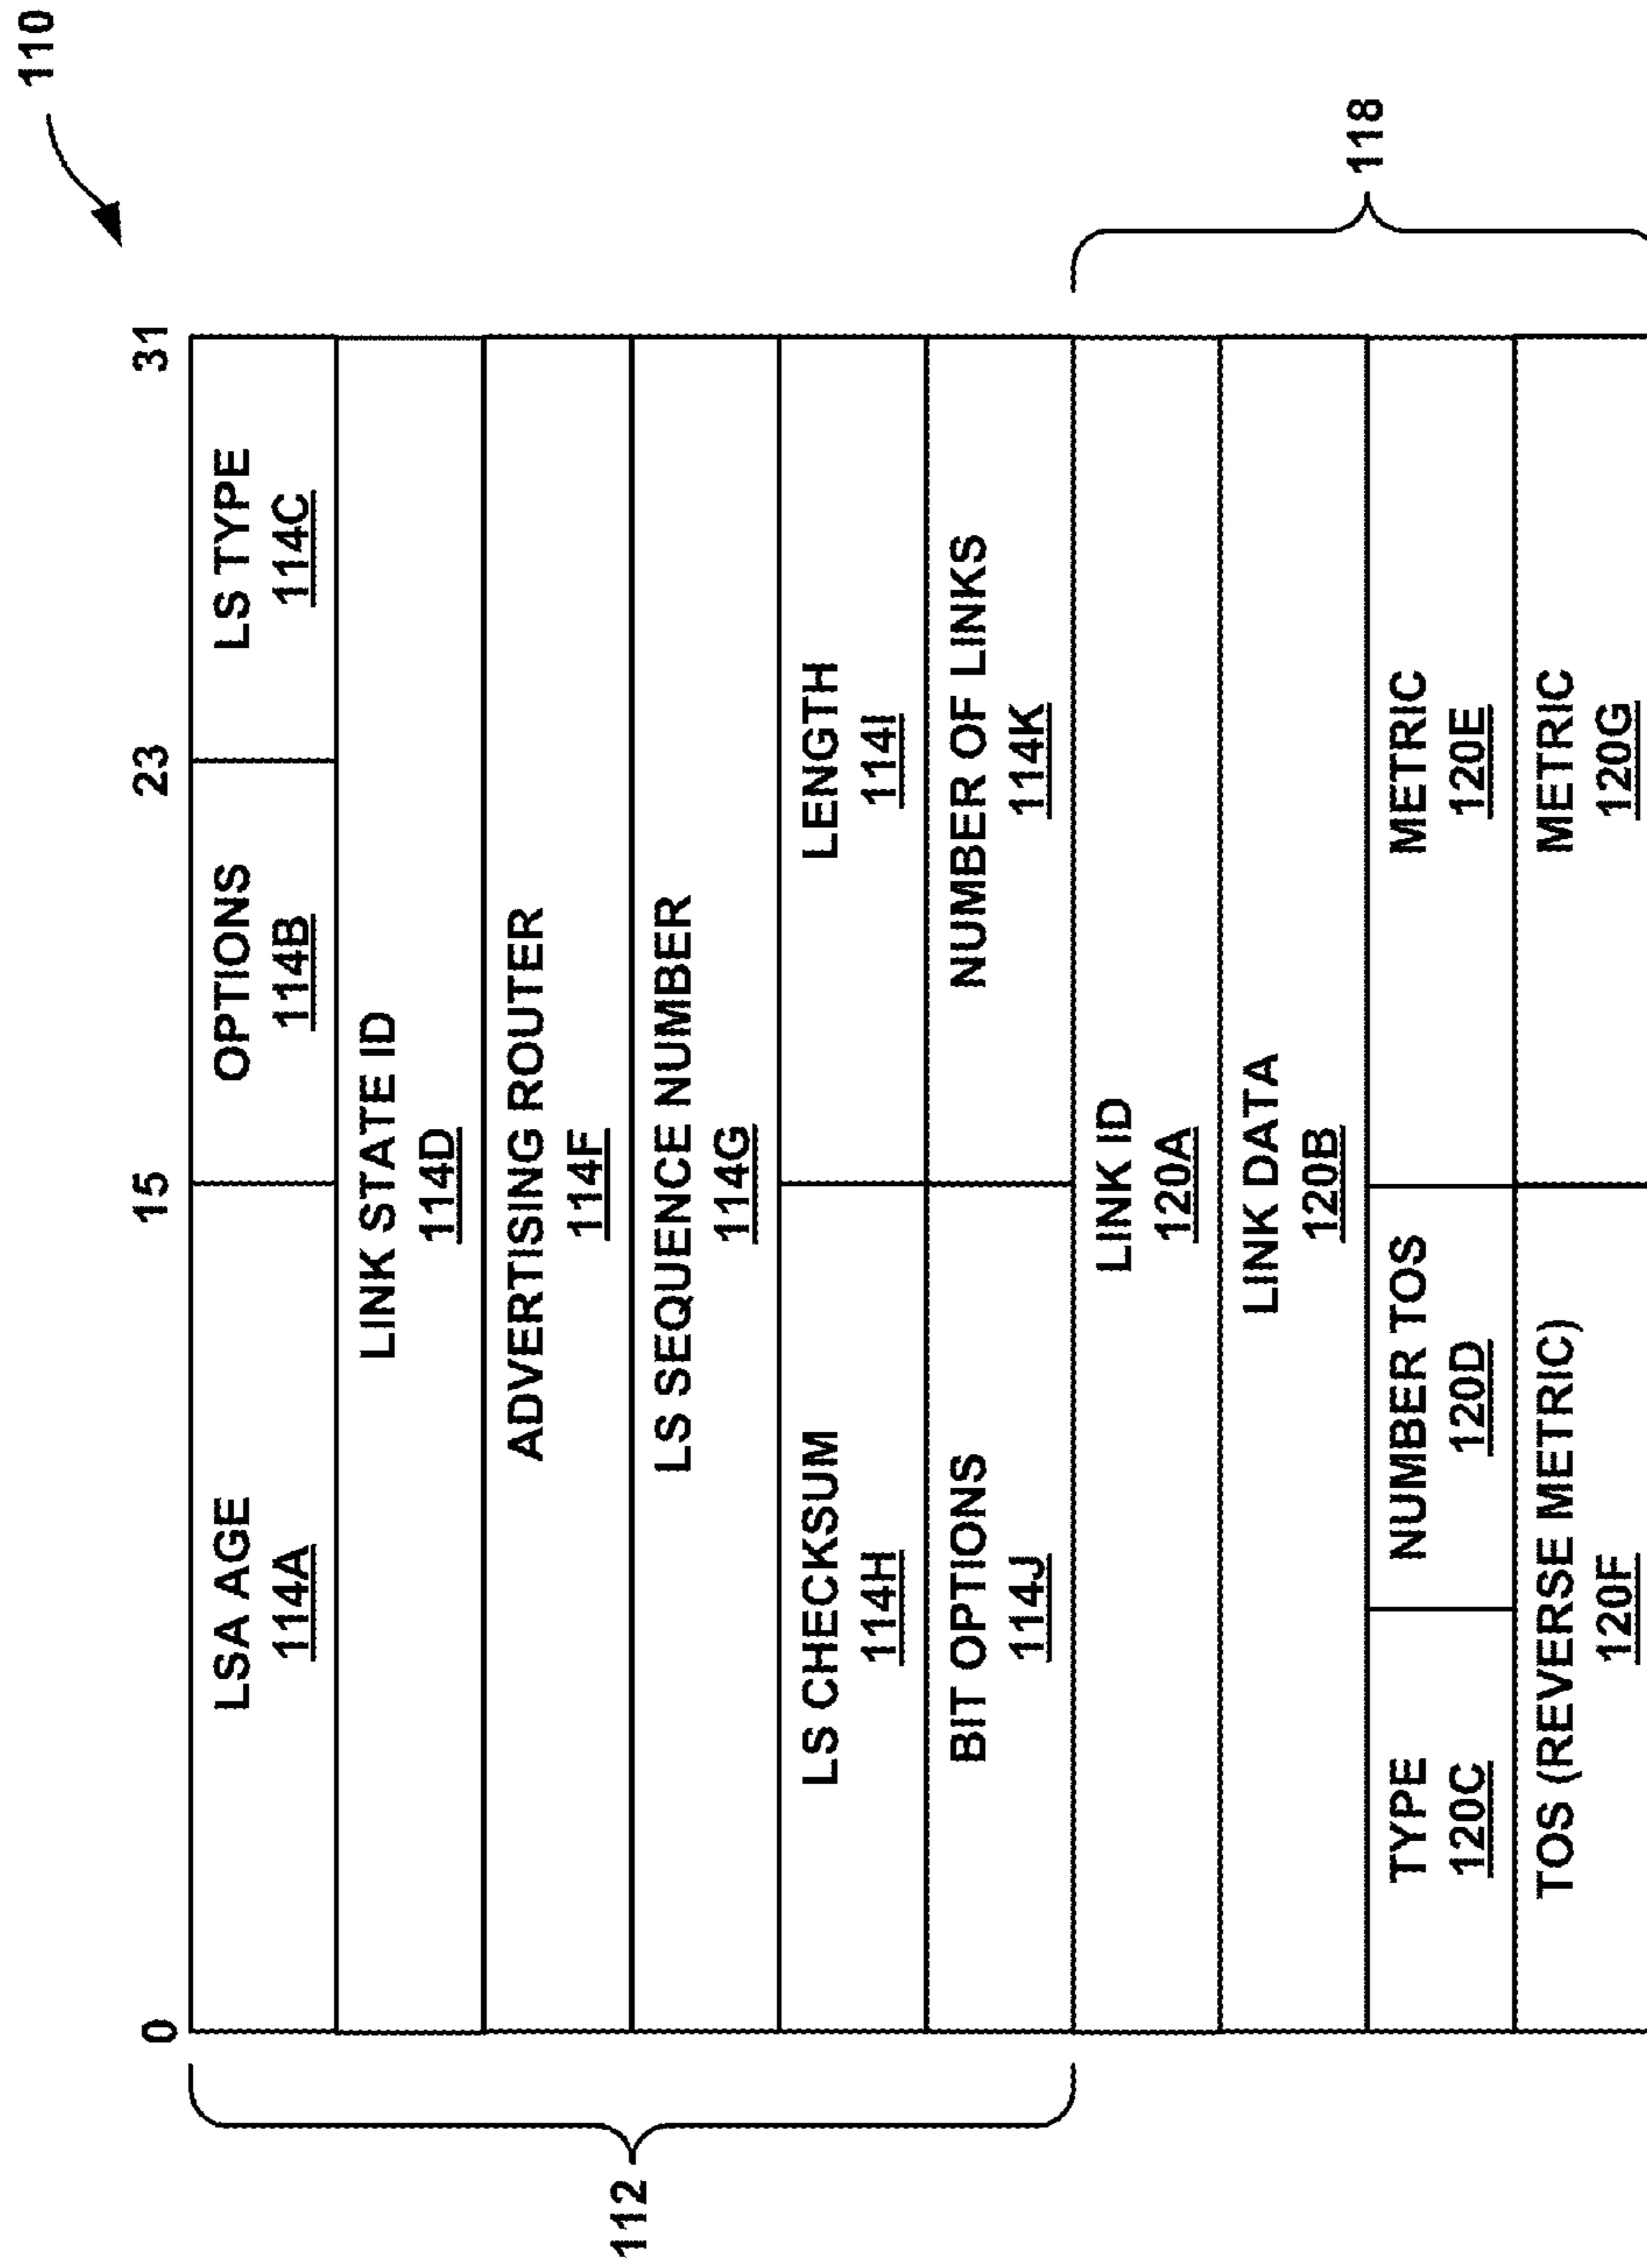 110
0 15 23 31
LSA AGE
114A
OPTIONS
114B
LS TYPE
114C
LINK STATE ID
114D
ADVERTISING ROUTER
114F
LS SEQUENCE NUMBER
114G
112
LS CHECKSUM
114H
LENGTH
114I
BIT OPTIONS
114J
NUMBER OF LINKS
114K
LINK ID
120A
LINK DATA
120B
118
TYPE
120C
NUMBER TOS
120D
METRIC
120E
TOS (REVERSE METRIC)
120F
METRIC
120G